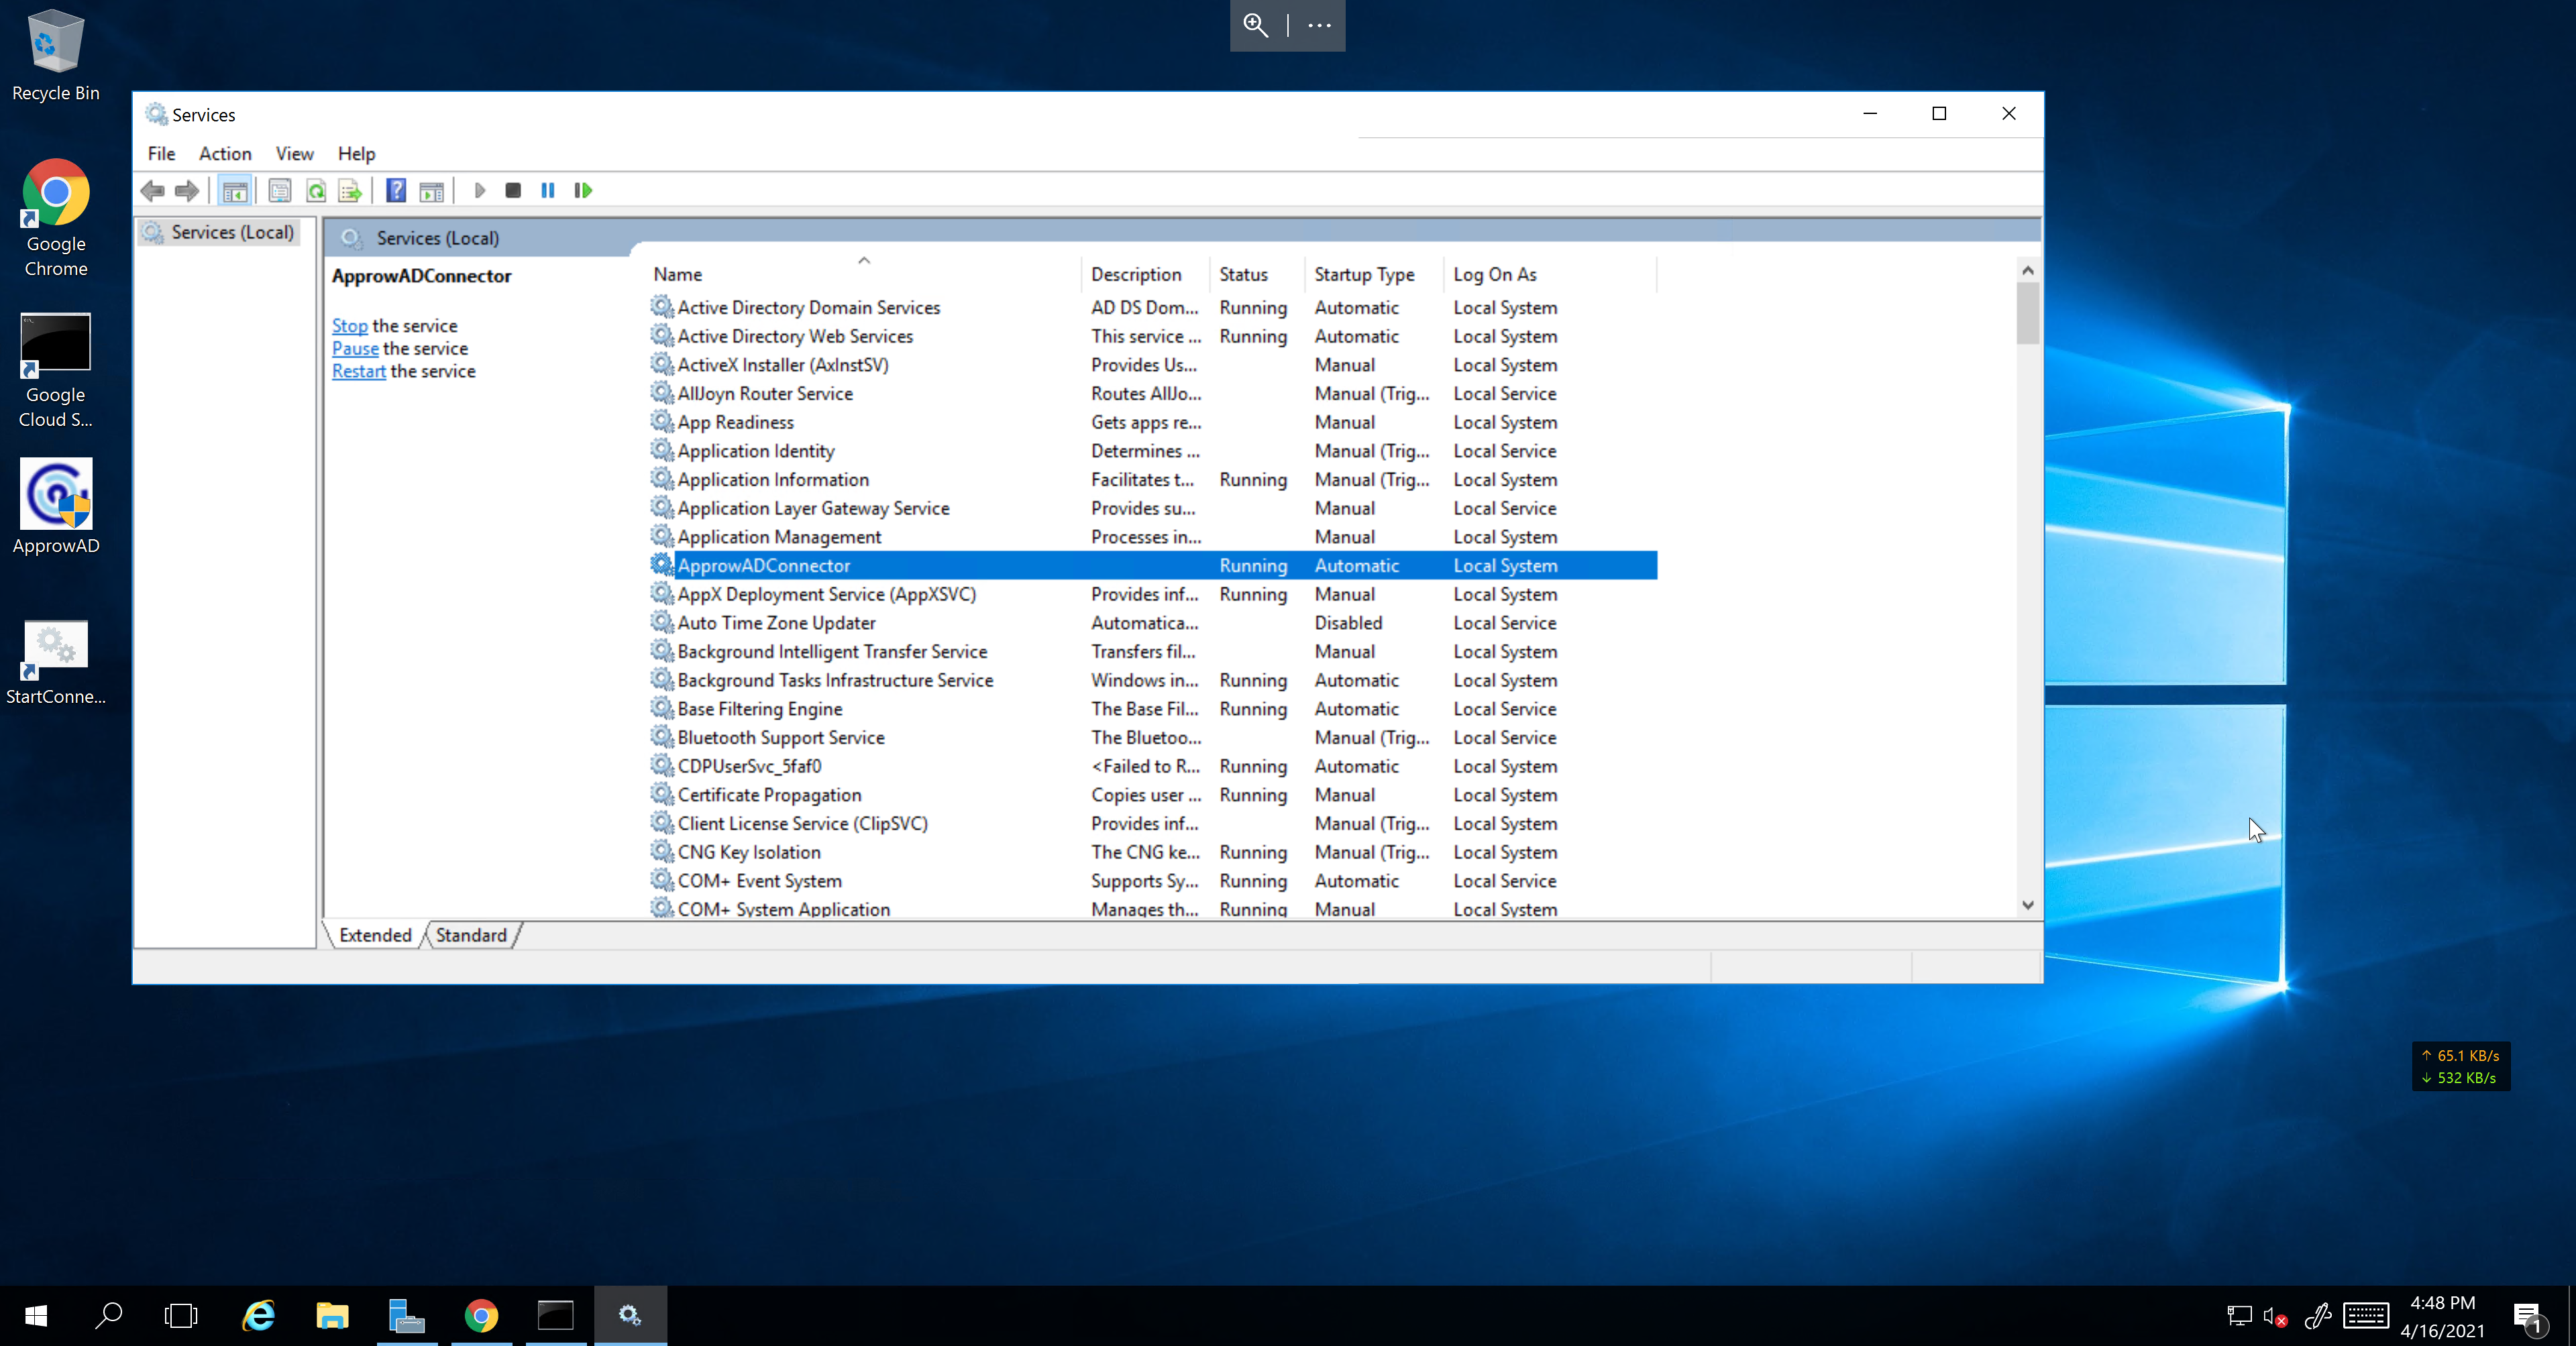 Recycle Bin
Google
Chrome
Google
Cloud S...
ApprowAD
StartConne...
Services
File Action View Help
Services (Local)
Services (Local)
ApprowADConnector
Stop the service
Pause the service
Restart the service
Name Description Status Startup Type Log On As
Active Directory Domain Services AD DS Dom... Running Automatic Local System
Active Directory Web Services This service ... Running Automatic Local System
ActiveX Installer (AxInstSV) Provides Us... Manual Local System
AllJoyn Router Service Routes AllJo... Manual (Trig... Local Service
App Readiness Gets apps re... Manual Local System
Application Identity Determines ... Manual (Trig... Local Service
Application Information Facilitates t... Running Manual (Trig... Local System
Application Layer Gateway Service Provides su... Manual Local Service
Application Management Processes in... Manual Local System
ApprowADConnector Running Automatic Local System
AppX Deployment Service (AppXSVC) Provides inf... Running Manual Local System
Auto Time Zone Updater Automatica... Disabled Local Service
Background Intelligent Transfer Service Transfers fil... Manual Local System
Background Tasks Infrastructure Service Windows in... Running Automatic Local System
Base Filtering Engine The Base Fil... Running Automatic Local Service
Bluetooth Support Service The Bluetoo... Manual (Trig... Local Service
CDPUserSvc_5faf0 <Failed to R... Running Automatic Local System
Certificate Propagation Copies user ... Running Manual Local System
Client License Service (ClipSVC) Provides inf... Manual (Trig... Local System
CNG Key Isolation The CNG ke... Running Manual (Trig... Local System
COM+ Event System Supports Sy... Running Automatic Local Service
COM+ System Application Manages th... Running Manual Local System
Extended Standard
↑ 65.1 KB/s
↓ 532 KB/s
4:48 PM
4/16/2021
1